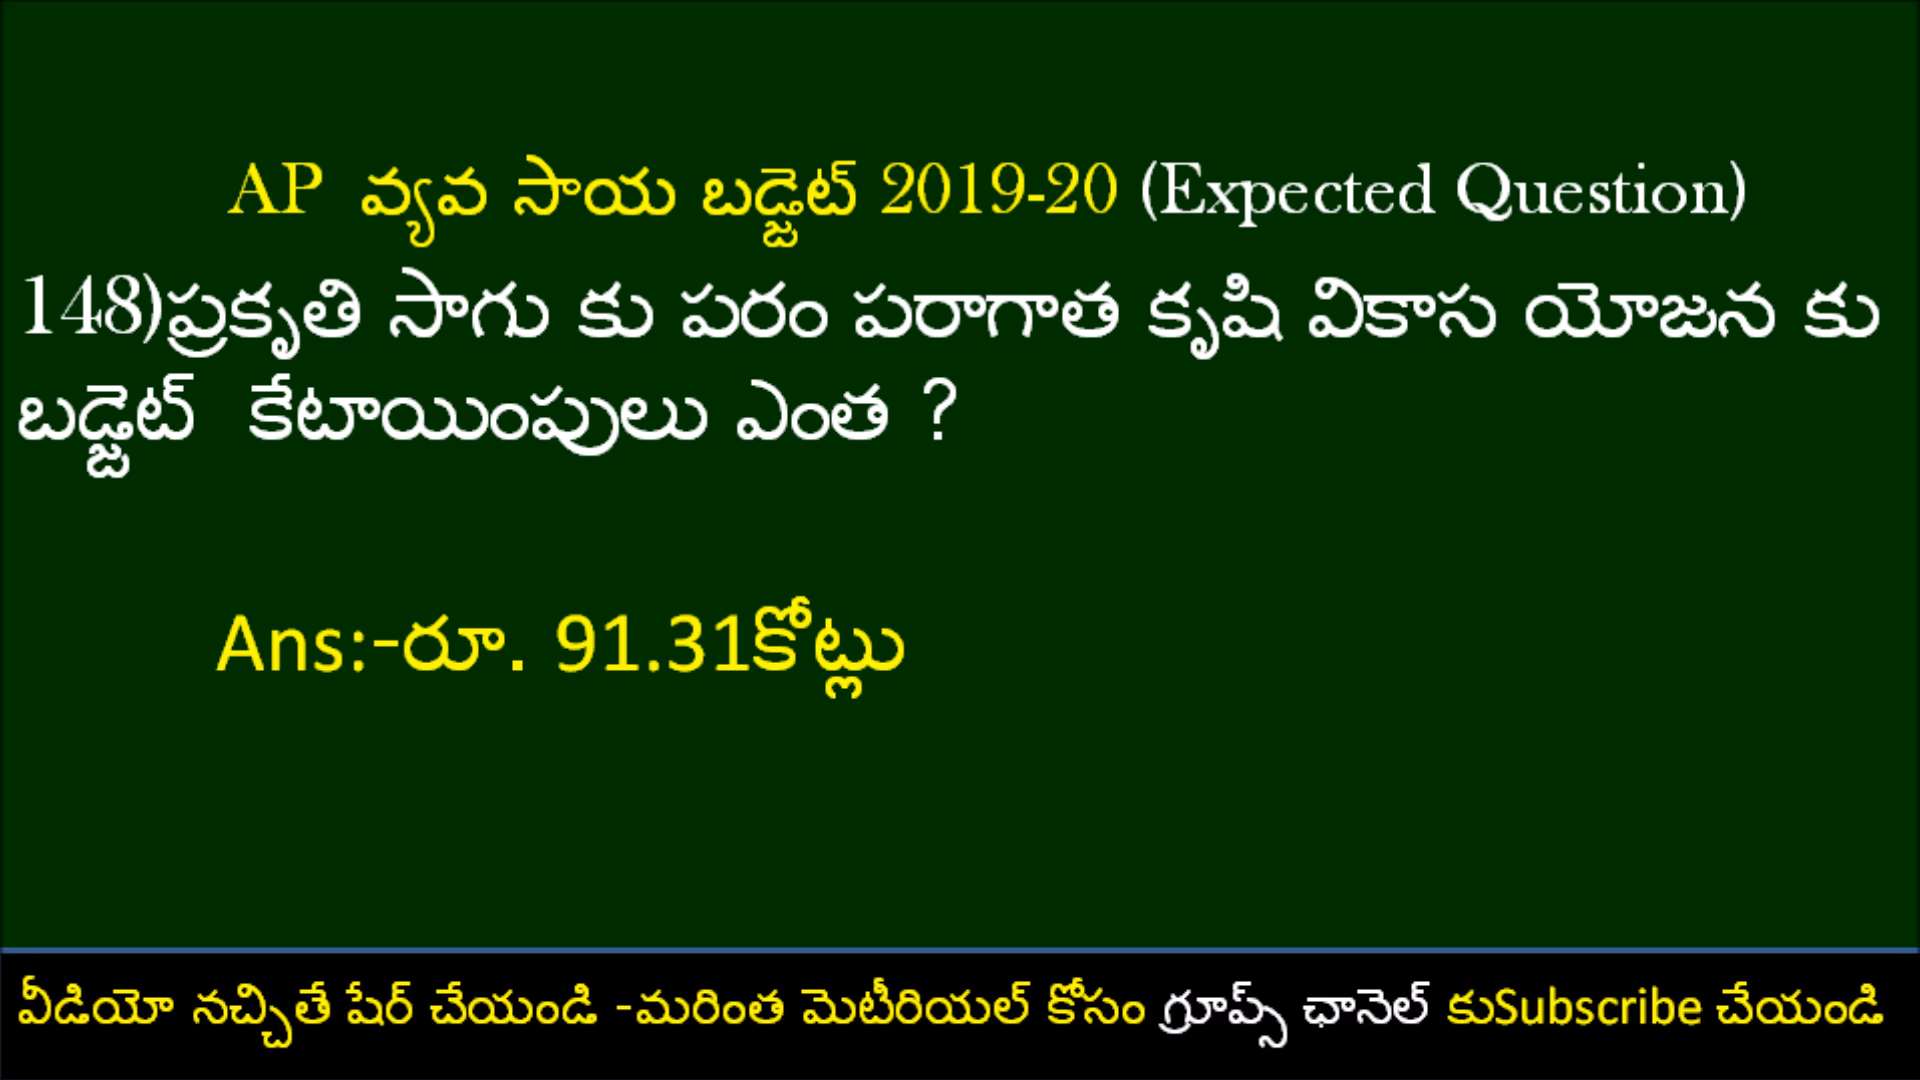 AP వ్యవ సాయ బడ్జెట్ 2019-20 (Expected Question)
148)ప్రకృతి సాగు కు పరం పరాగాత కృషి వికాస యోజన కు
బడ్జెట్ కేటాయింపులు ఎంత ?
Ans:-రూ. 91.31కోట్లు
వీడియో నచ్చితే షేర్ చేయండి -మరింత మెటీరియల్ కోసం గ్రూప్స్ ఛానెల్ కుSubscribe చేయండి